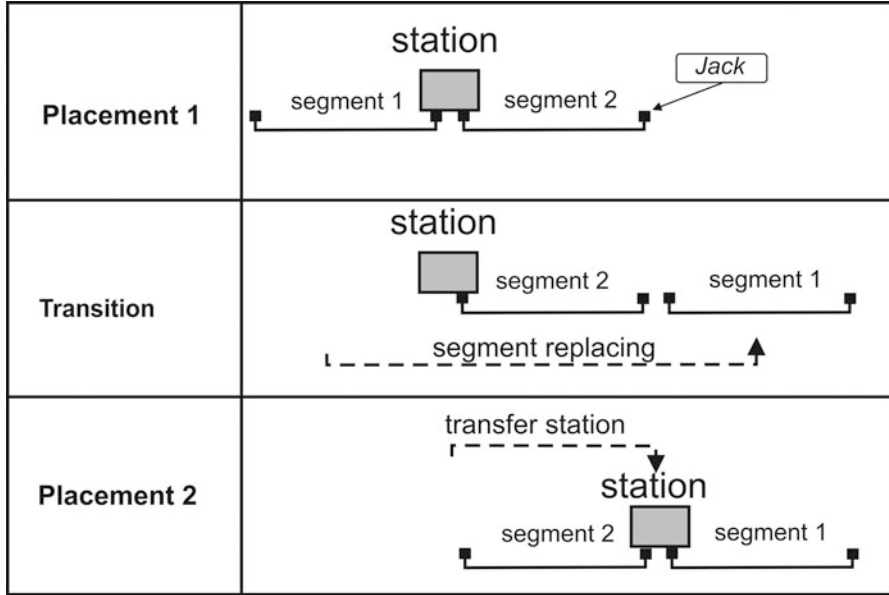 station
Jack
segment 1
segment 2
Placement 1
station
segment 2
segment 1
Transition
segment replacing
transfer station
Placement 2
station
segment 2
segment 1